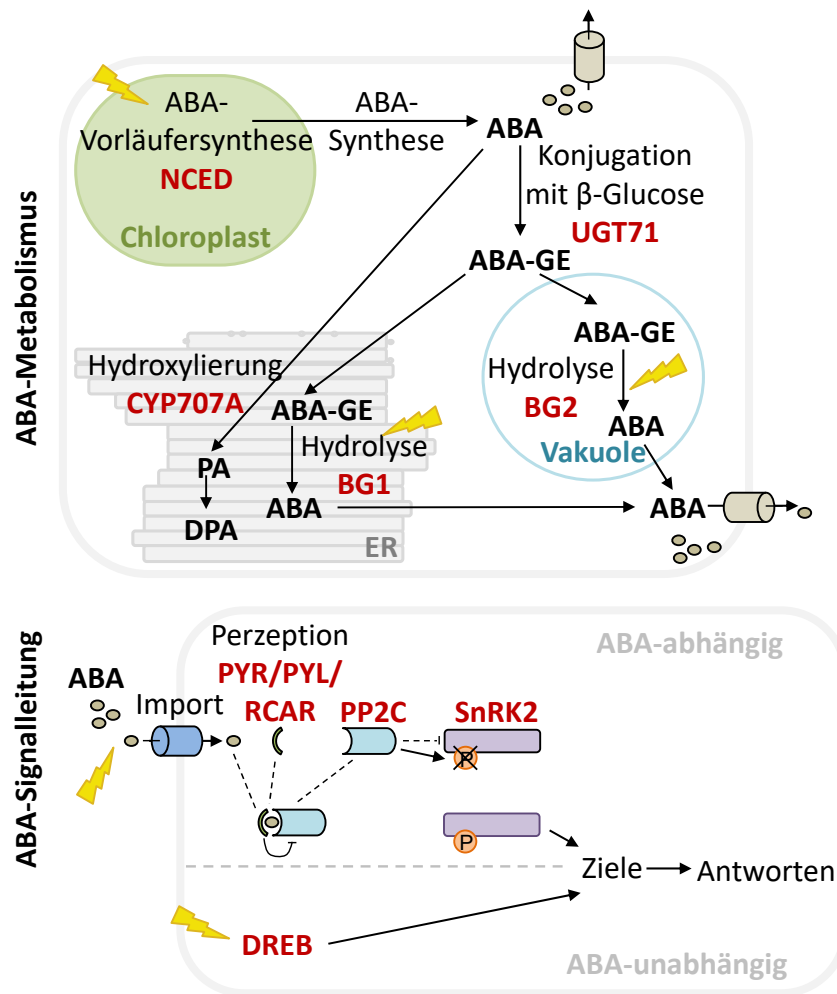 ABA-Metabolismus
ABA-
Vorläufersynthese
NCED
Chloroplast
ABA-
Synthese
ABA
Konjugation
mit β-Glucose
UGT71
ABA-GE
ABA-GE
Hydrolyse
BG2
ABA
Vakuole
Hydroxylierung
CYP707A
ABA-GE
Hydrolyse
BG1
PA
ABA
DPA
ER
ABA
ABA-Signalleitung
ABA-abhängig
Perzeption
PYR/PYL/
RCAR
PP2C
SnRK2
ABA
Import
P
P
Ziele
Antworten
DREB
ABA-unabhängig